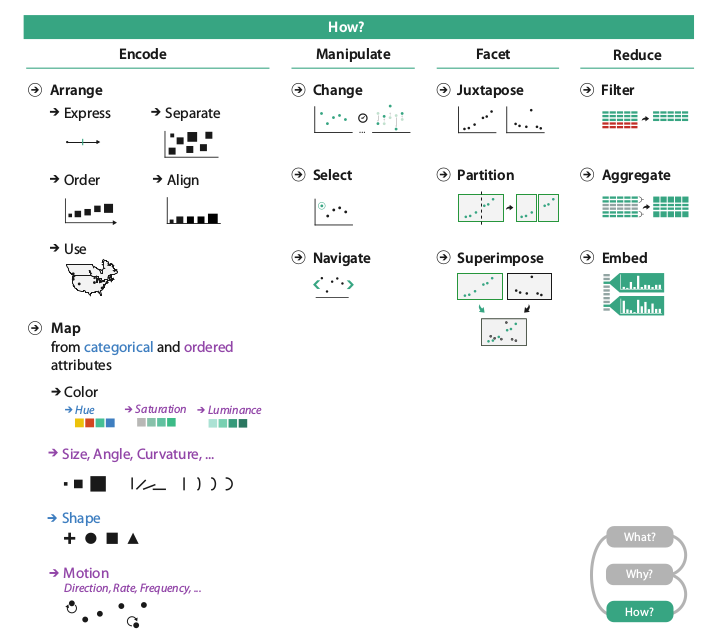 How?
Encode
Manipulate
Facet
Reduce
Arrange
Express
Separate
Order
Align
Use
Map
from categorical and ordered
attributes
Color
Hue
Saturation
Luminance
Size, Angle, Curvature, ...
Shape
Motion
Direction, Rate, Frequency, ...
Change
...
Select
Navigate
Juxtapose
Partition
Superimpose
Filter
Aggregate
Embed
What?
Why?
How?